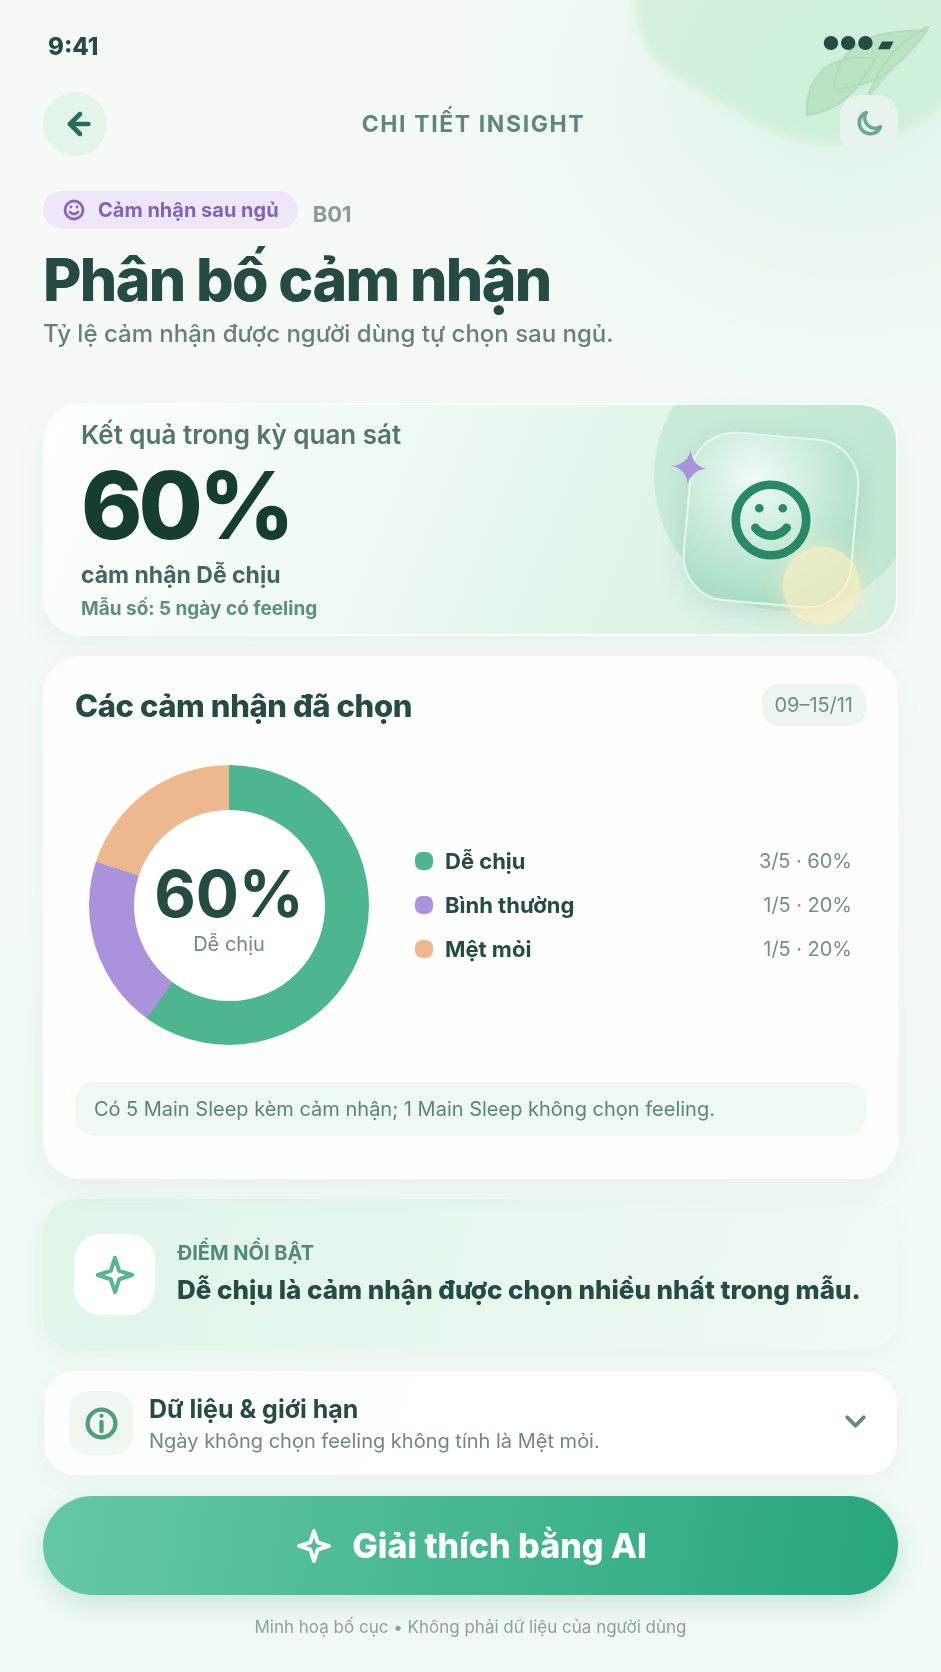 9:41
CHI TIẾT INSIGHT
Cảm nhận sau ngủ
B01
Phân bố cảm nhận
Tỷ lệ cảm nhận được người dùng tự chọn sau ngủ.
Kết quả trong kỳ quan sát
60%
cảm nhận Dễ chịu
Mẫu số: 5 ngày có feeling
Các cảm nhận đã chọn
09–15/11
60%
Dễ chịu
Dễ chịu 3/5 · 60%
Bình thường 1/5 · 20%
Mệt mỏi 1/5 · 20%
Có 5 Main Sleep kèm cảm nhận; 1 Main Sleep không chọn feeling.
ĐIỂM NỔI BẬT
Dễ chịu là cảm nhận được chọn nhiều nhất trong mẫu.
Dữ liệu & giới hạn
Ngày không chọn feeling không tính là Mệt mỏi.
Giải thích bằng AI
Minh hoạ bố cục • Không phải dữ liệu của người dùng